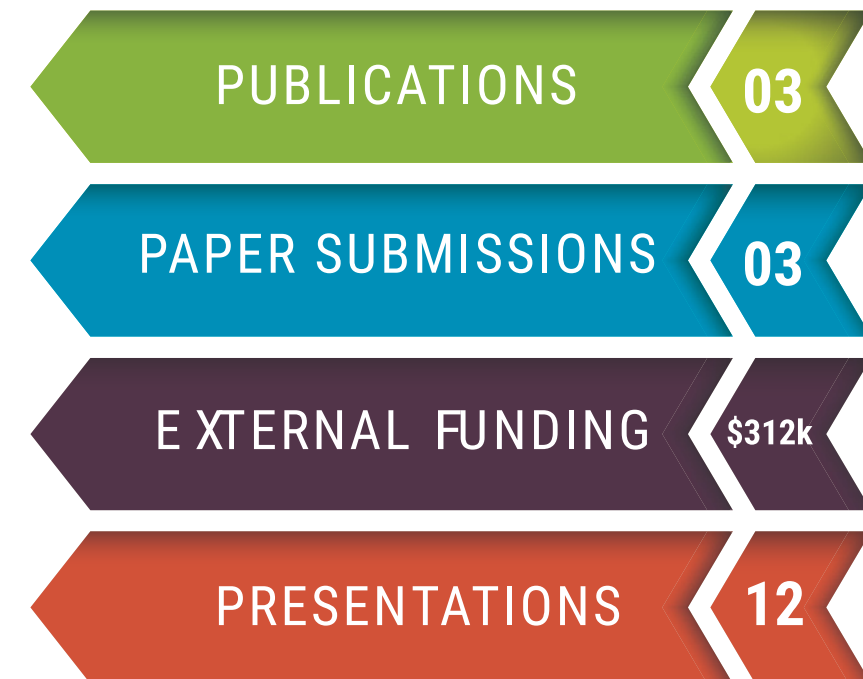 PUBLICATIONS 03
PAPER SUBMISSIONS 03
EXTERNAL FUNDING $312k
PRESENTATIONS 12